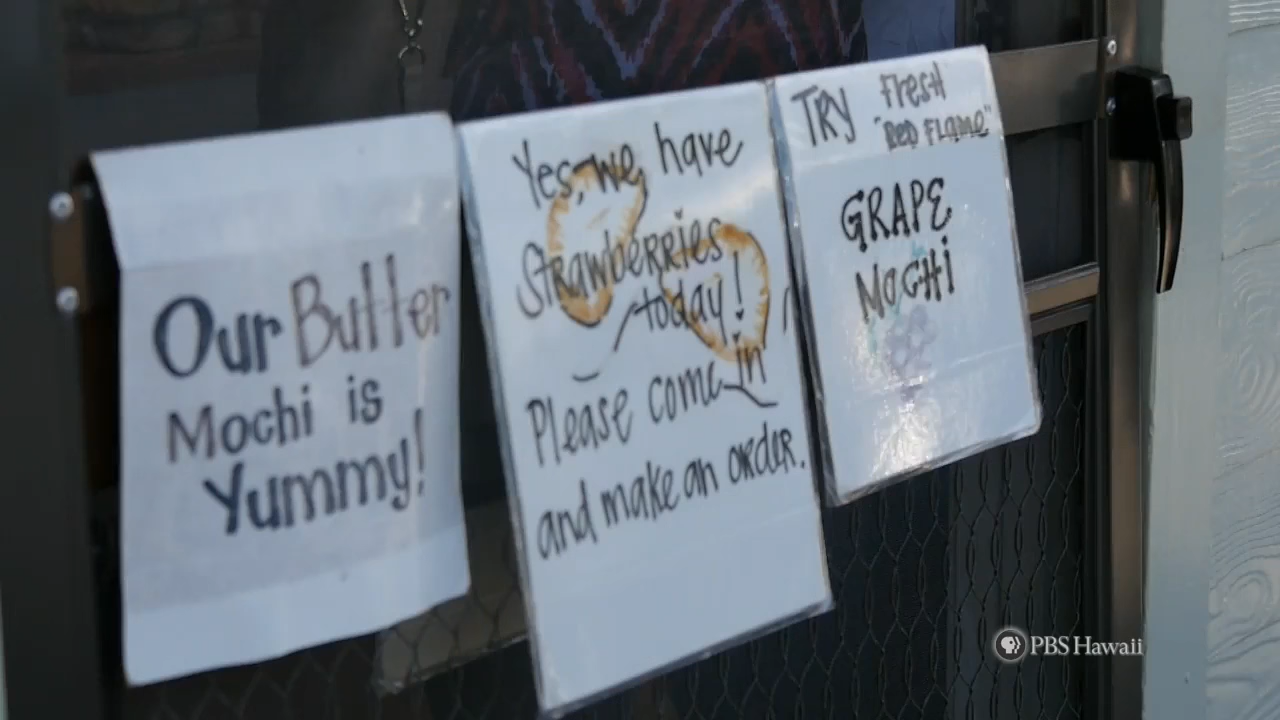 Our Butter
Mochi is
Yummy!
Yes, we have
Strawberries
today!
Please come in
and make an order.
TRY Fresh
"RED FLAME"
GRAPE
MOCHi
PBS Hawaii